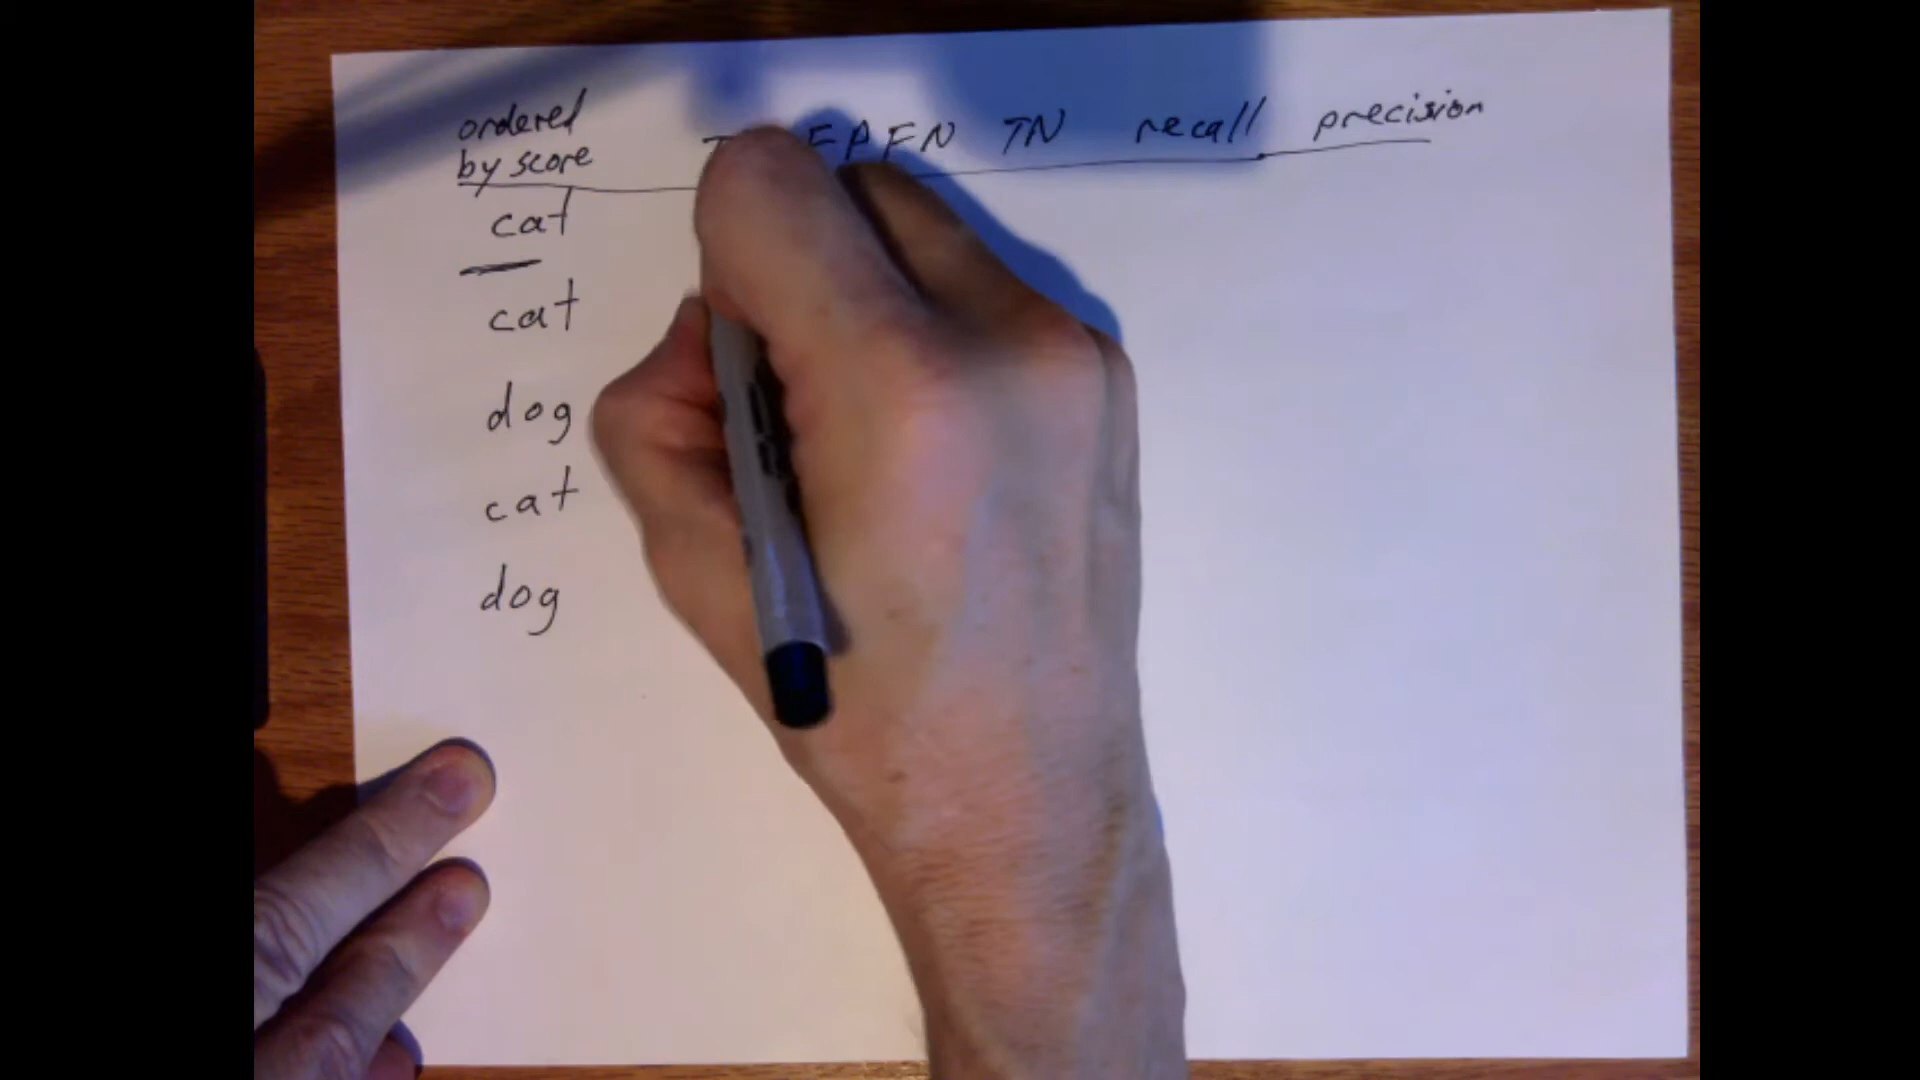 ordered
by score FP FN TN recall precision
cat
cat
dog
cat
dog